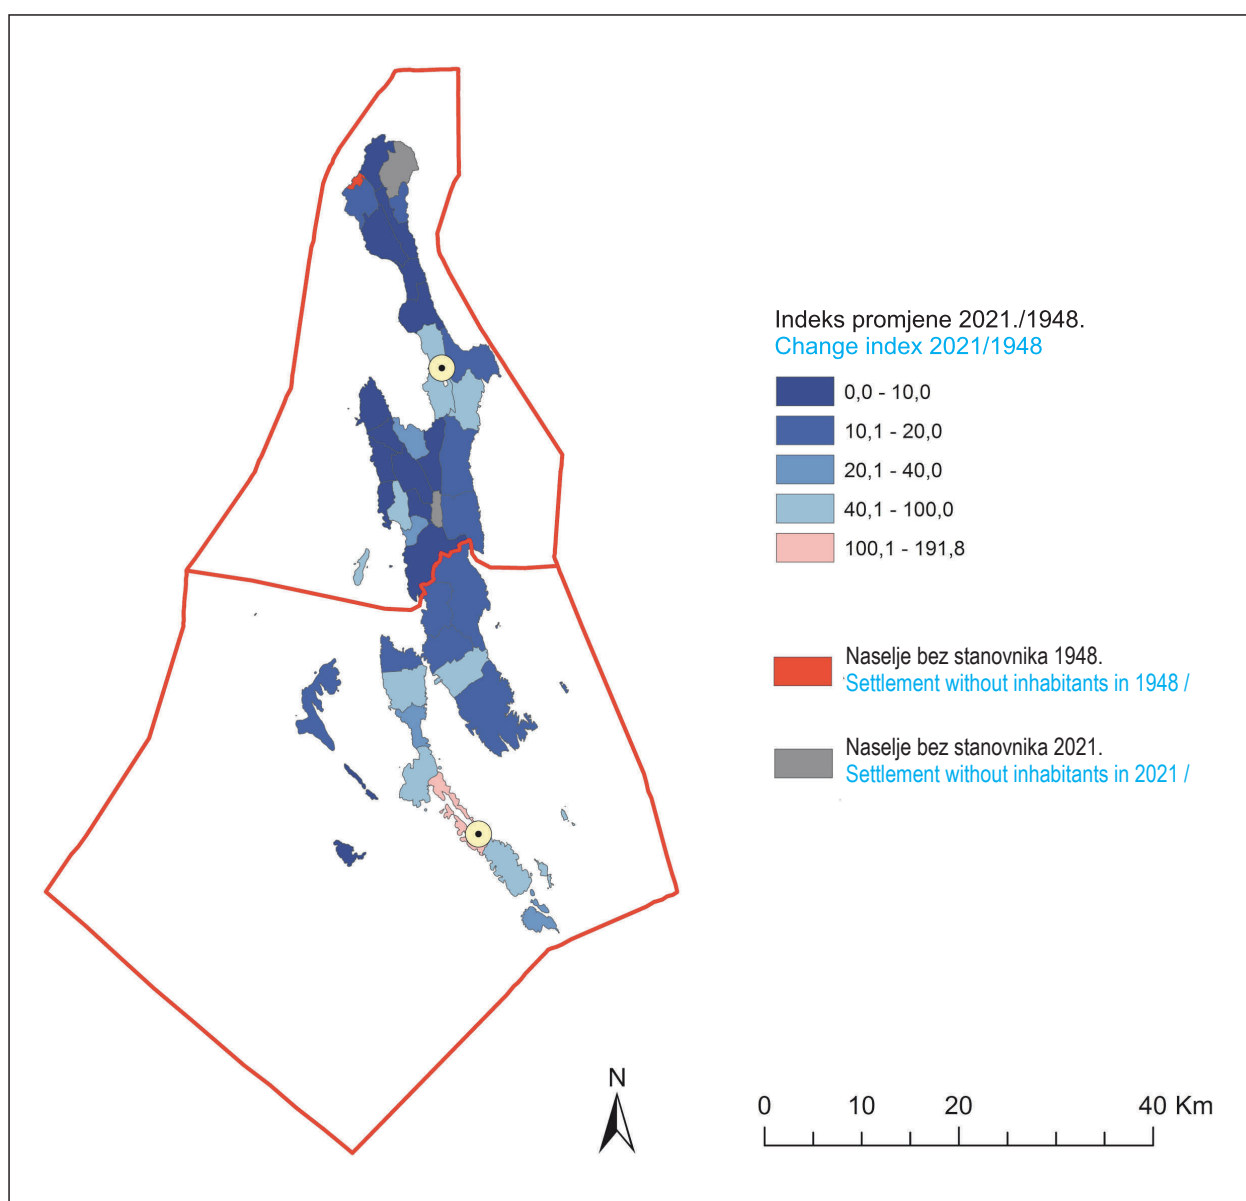 Indeks promjene 2021./1948.
Change index 2021/1948
0,0 - 10,0
10,1 - 20,0
20,1 - 40,0
40,1 - 100,0
100,1 - 191,8
Naselje bez stanovnika 1948.
Settlement without inhabitants in 1948 /
Naselje bez stanovnika 2021.
Settlement without inhabitants in 2021 /
N
0 10 20 40 Km